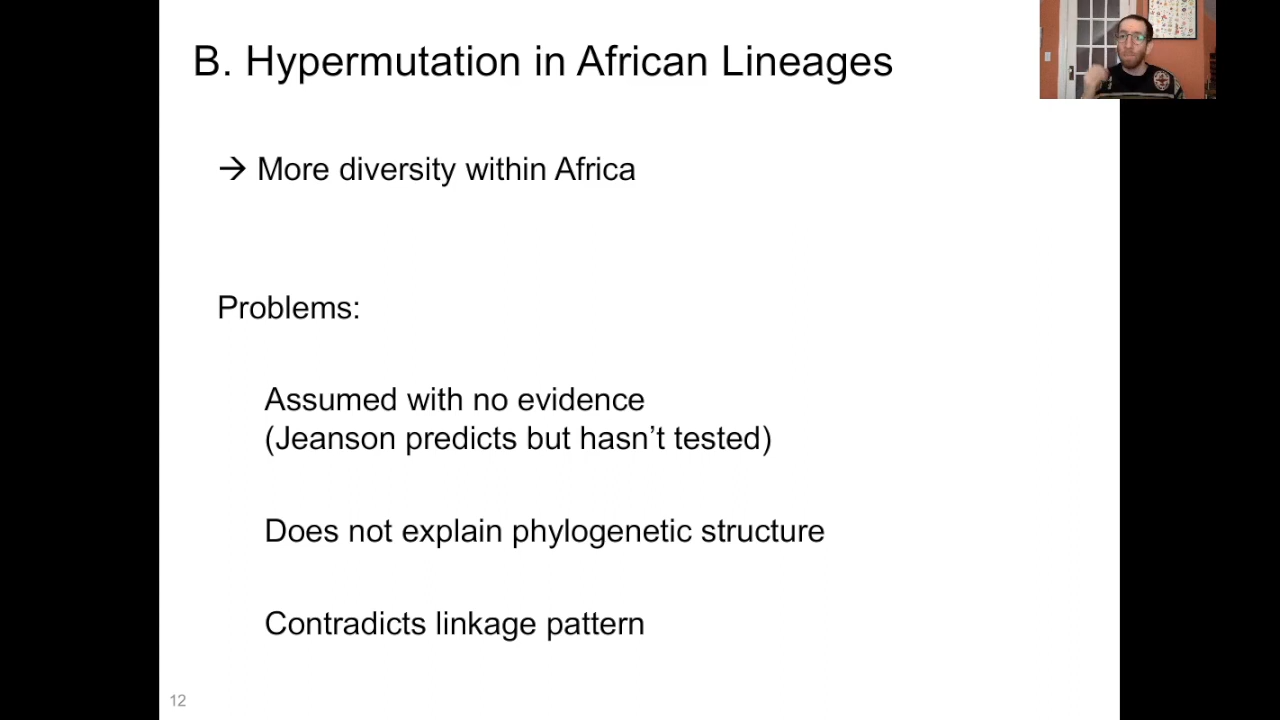 B. Hypermutation in African Lineages
→ More diversity within Africa
Problems:
Assumed with no evidence
(Jeanson predicts but hasn’t tested)
Does not explain phylogenetic structure
Contradicts linkage pattern
12